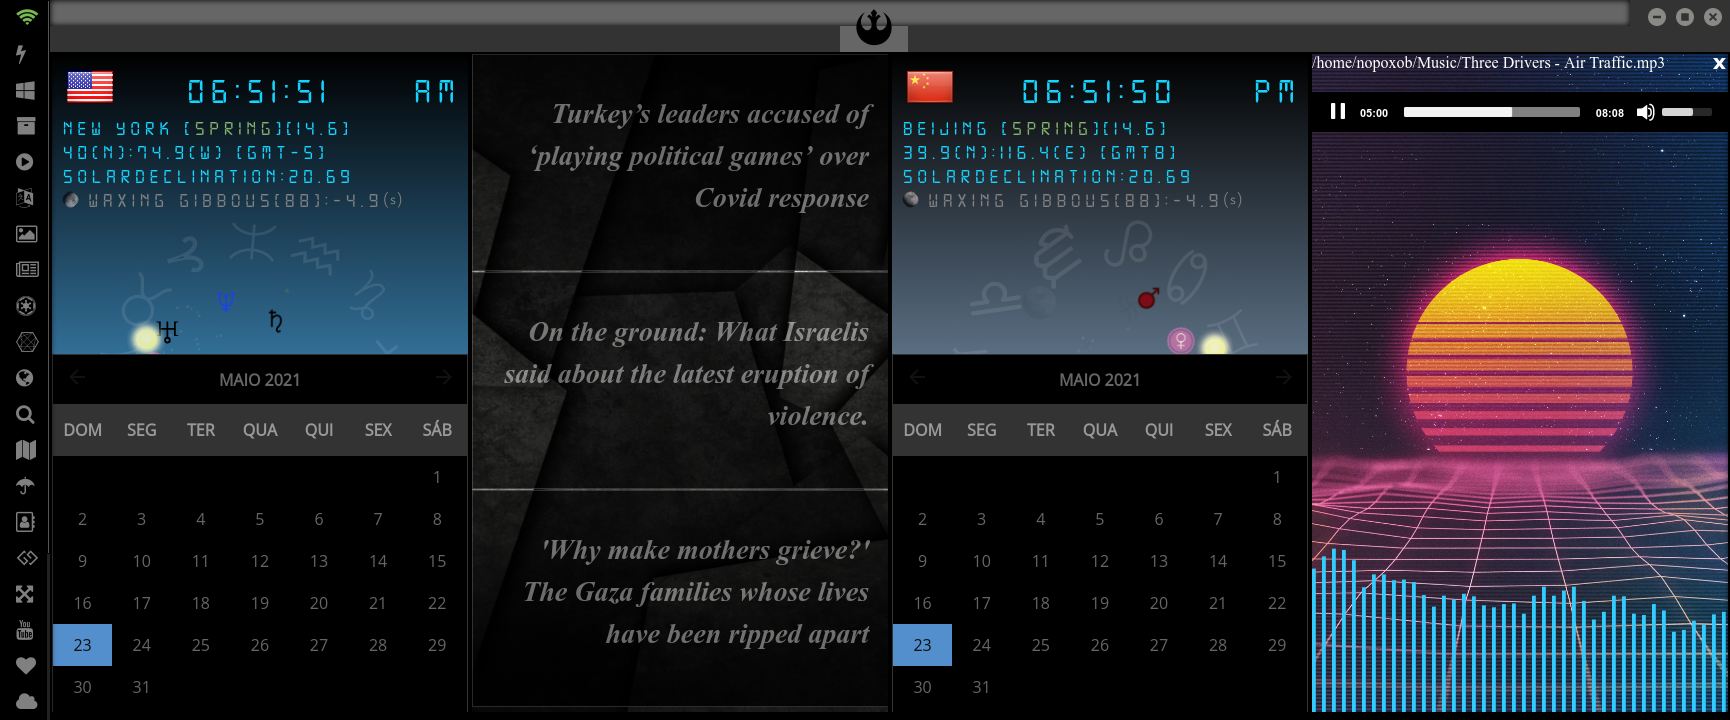 06:51:51 AM
NEW YORK [SPRING][14.6]
40(N):74.9(W) [GMT-5]
SOLARDECLINATION:20.69
WAXING GIBBOUS[88]:-4.9(s)
MAIO 2021
DOM SEG TER QUA QUI SEX SÁB
1
2 3 4 5 6 7 8
9 10 11 12 13 14 15
16 17 18 19 20 21 22
23 24 25 26 27 28 29
30 31
Turkey’s leaders accused of
‘playing political games’ over
Covid response
On the ground: What Israelis
said about the latest eruption of
violence.
'Why make mothers grieve?'
The Gaza families whose lives
have been ripped apart
06:51:50 PM
BEIJING [SPRING][14.6]
39.9(N):116.4(E) [GMT8]
SOLARDECLINATION:20.69
WAXING GIBBOUS[88]:-4.9(s)
MAIO 2021
DOM SEG TER QUA QUI SEX SÁB
1
2 3 4 5 6 7 8
9 10 11 12 13 14 15
16 17 18 19 20 21 22
23 24 25 26 27 28 29
30 31
/home/nopoxob/Music/Three Drivers - Air Traffic.mp3 x
05:00 08:08
You
Tube